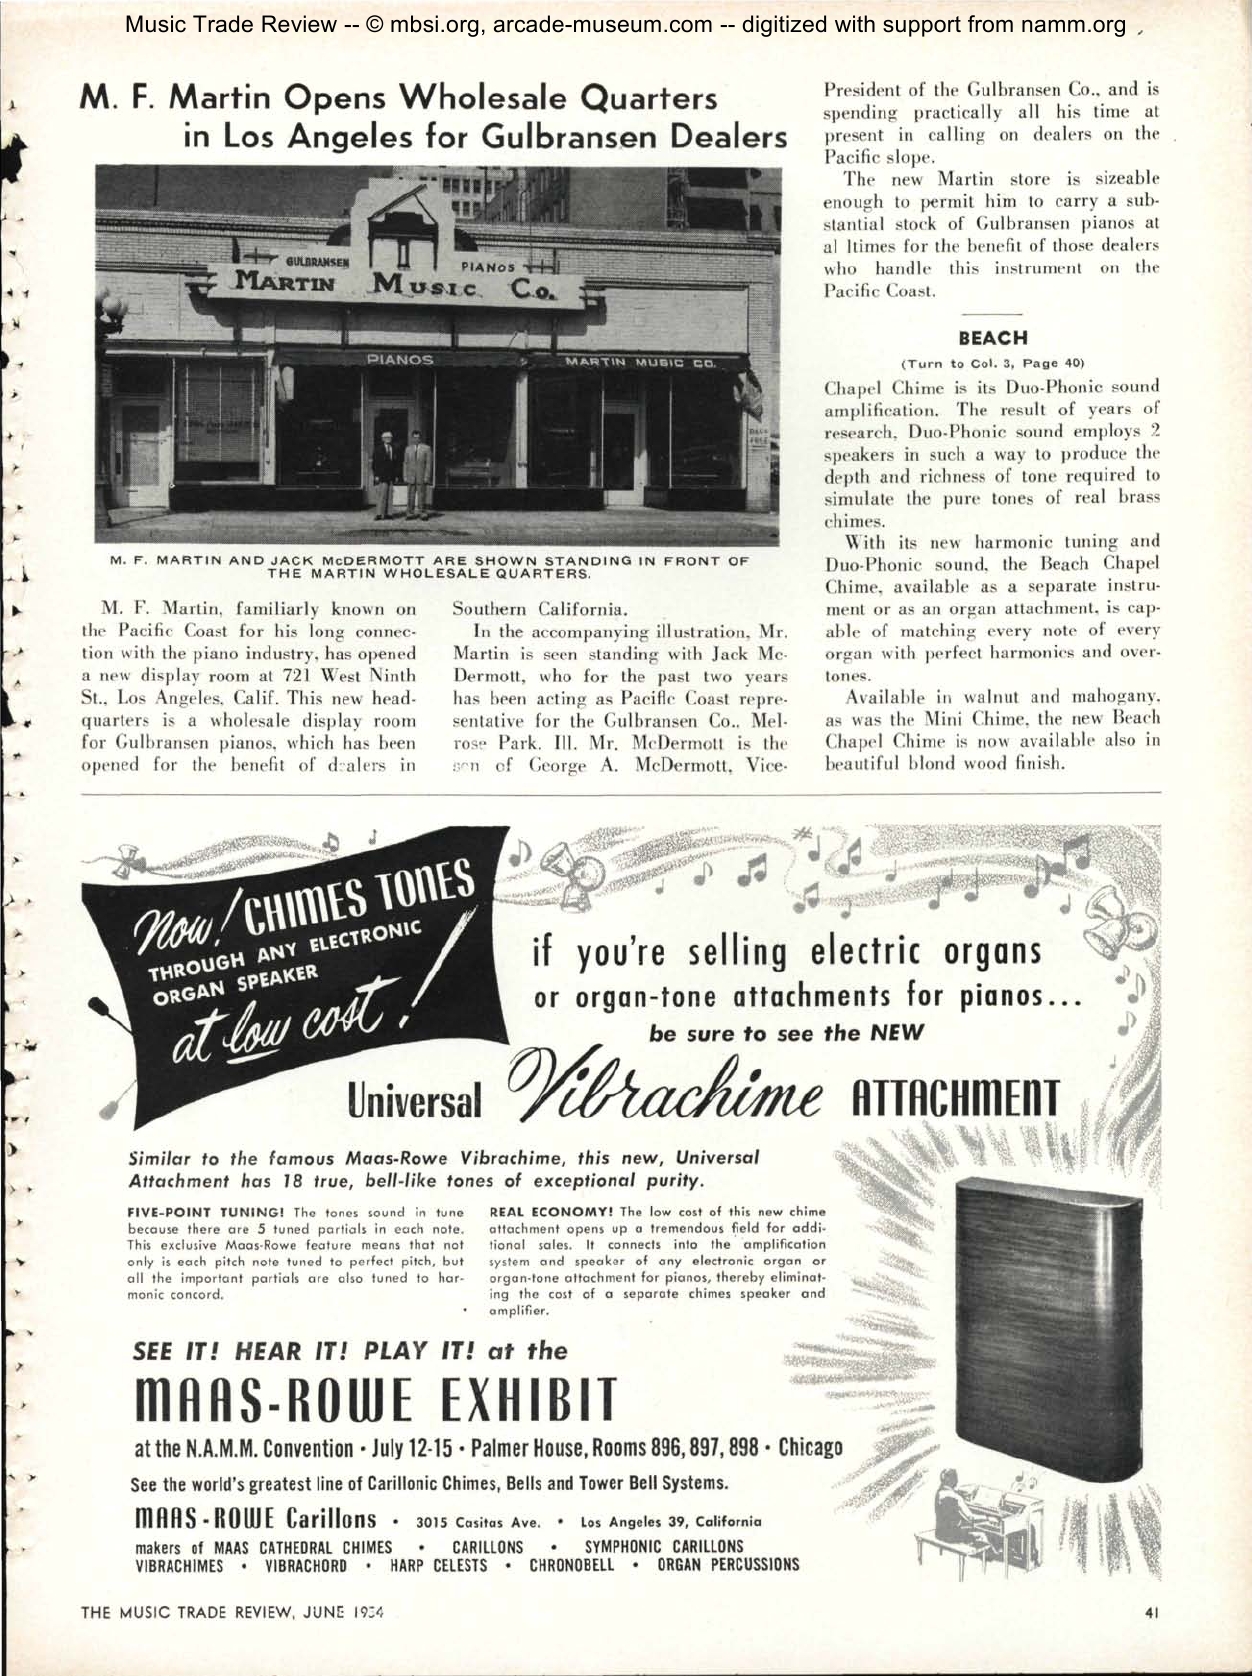 Music Trade Review -- © mbsi.org, arcade-museum.com -- digitized with support from namm.org
M. F. Martin Opens Wholesale Quarters
in Los Angeles for Gulbransen Dealers
GULBRANSEN
PIANOS
MARTIN MUSIC CO.
PIANOS
MARTIN MUSIC CO.
M. F. MARTIN AND JACK McDERMOTT ARE SHOWN STANDING IN FRONT OF
THE MARTIN WHOLESALE QUARTERS.
M. F. Martin, familiarly known on
the Pacific Coast for his long connec-
tion with the piano industry, has opened
a new display room at 721 West Ninth
St., Los Angeles, Calif. This new head-
quarters is a wholesale display room
for Gulbransen pianos, which has been
opened for the benefit of dealers in
Southern California.
In the accompanying illustration, Mr.
Martin is seen standing with Jack Mc-
Dermott, who for the past two years
has been acting as Pacific Coast repre-
sentative for the Gulbransen Co., Mel-
rose Park, Ill. Mr. McDermott is the
son of George A. McDermott, Vice-
President of the Gulbransen Co., and is
spending practically all his time at
present in calling on dealers on the
Pacific slope.
The new Martin store is sizeable
enough to permit him to carry a sub-
stantial stock of Gulbransen pianos at
al ltimes for the benefit of those dealers
who handle this instrument on the
Pacific Coast.
BEACH
(Turn to Col. 3, Page 40)
Chapel Chime is its Duo-Phonic sound
amplification. The result of years of
research, Duo-Phonic sound employs 2
speakers in such a way to produce the
depth and richness of tone required to
simulate the pure tones of real brass
chimes.
With its new harmonic tuning and
Duo-Phonic sound, the Beach Chapel
Chime, available as a separate instru-
ment or as an organ attachment, is cap-
able of matching every note of every
organ with perfect harmonics and over-
tones.
Available in walnut and mahogany,
as was the Mini Chime, the new Beach
Chapel Chime is now available also in
beautiful blond wood finish.
Now! CHIMES TONES
THROUGH ANY ELECTRONIC
ORGAN SPEAKER
at low cost!
if you're selling electric organs
or organ-tone attachments for pianos...
be sure to see the NEW
Universal Vibrachime ATTACHMENT
Similar to the famous Maas-Rowe Vibrachime, this new, Universal
Attachment has 18 true, bell-like tones of exceptional purity.
FIVE-POINT TUNING! The tones sound in tune
because there are 5 tuned partials in each note.
This exclusive Maas-Rowe feature means that not
only is each pitch note tuned to perfect pitch, but
all the important partials are also tuned to har-
monic concord.
REAL ECONOMY! The low cost of this new chime
attachment opens up a tremendous field for addi-
tional sales. It connects into the amplification
system and speaker of any electronic organ or
organ-tone attachment for pianos, thereby eliminat-
ing the cost of a separate chimes speaker and
amplifier.
SEE IT! HEAR IT! PLAY IT! at the
MAAS-ROWE EXHIBIT
at the N.A.M.M. Convention • July 12-15 • Palmer House, Rooms 896, 897, 898 • Chicago
See the world's greatest line of Carillonic Chimes, Bells and Tower Bell Systems.
MAAS-ROWE Carillons • 3015 Casitas Ave. • Los Angeles 39, California
makers of MAAS CATHEDRAL CHIMES • CARILLONS • SYMPHONIC CARILLONS
VIBRACHIMES • VIBRACHORD • HARP CELESTS • CHRONOBELL • ORGAN PERCUSSIONS
THE MUSIC TRADE REVIEW, JUNE 1954
41